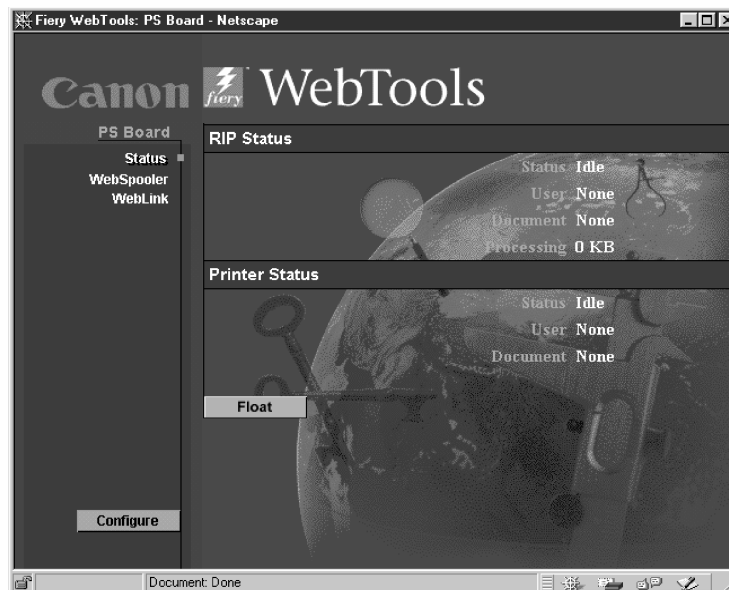 Fiery WebTools: PS Board - Netscape
Canon fiery WebTools
PS Board
Status
WebSpooler
WebLink
RIP Status
Status Idle
User None
Document None
Processing 0 KB
Printer Status
Status Idle
User None
Document None
Float
Configure
Document: Done